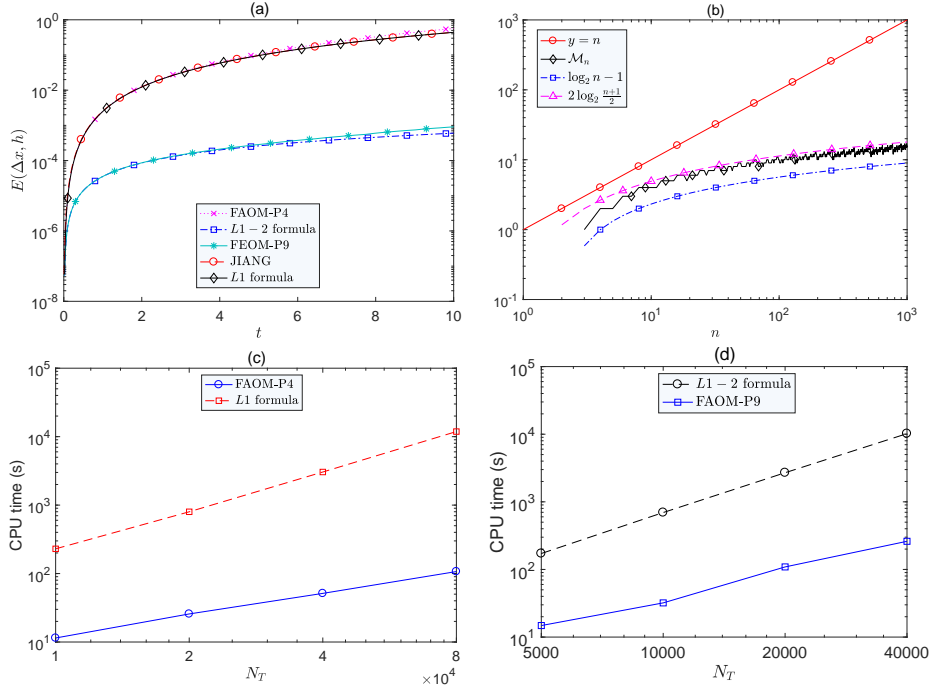 (a)
10^0
10^-2
10^-4
10^-6
10^-8
E(Δx, h)
FAOM-P4
L1 − 2 formula
FEOM-P9
JIANG
L1 formula
0 2 4 6 8 10
t
(b)
10^3
10^2
10^1
10^0
10^-1
y = n
M_n
log_2 n − 1
2 log_2 (n+1)/2
10^0 10^1 10^2 10^3
n
(c)
10^5
10^4
10^3
10^2
10^1
CPU time (s)
FAOM-P4
L1 formula
1 2 4 8
N_T
×10^4
(d)
10^5
10^4
10^3
10^2
10^1
CPU time (s)
L1 − 2 formula
FAOM-P9
5000 10000 20000 40000
N_T